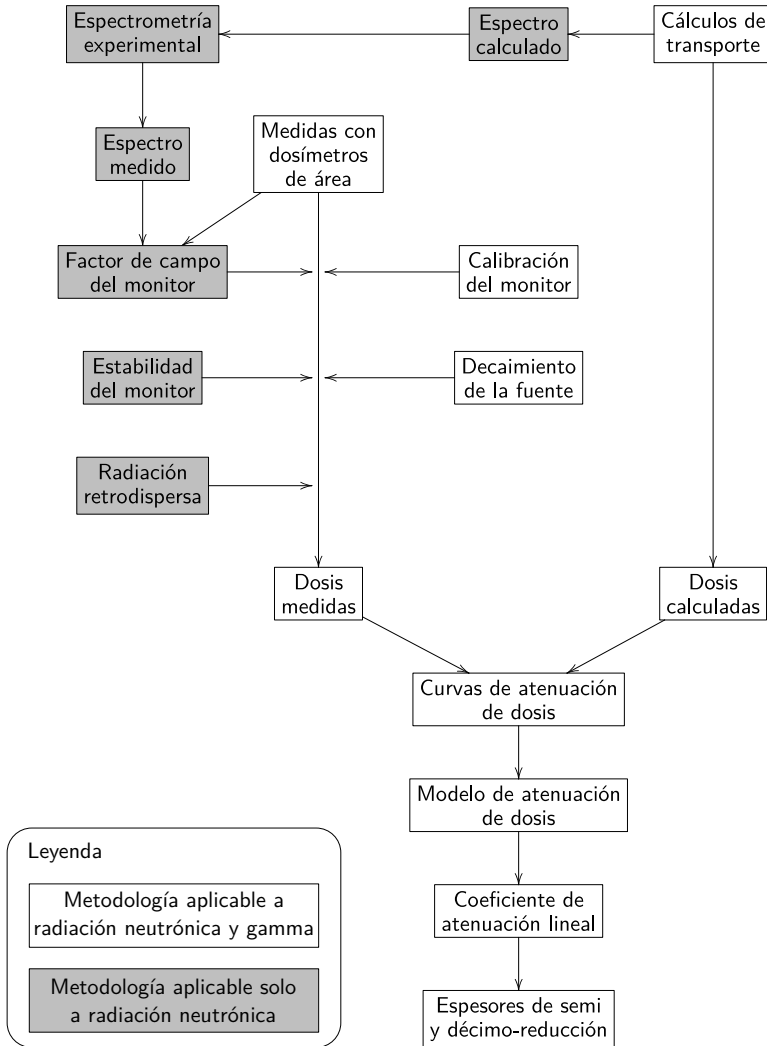 Espectrometría
experimental
Espectro
calculado
Cálculos de
transporte
Espectro
medido
Medidas con
dosímetros
de área
Factor de campo
del monitor
Calibración
del monitor
Estabilidad
del monitor
Decaimiento
de la fuente
Radiación
retrodispersa
Dosis
medidas
Dosis
calculadas
Curvas de atenuación
de dosis
Modelo de atenuación
de dosis
Coeficiente de
atenuación lineal
Espesores de semi
y décimo-reducción
Leyenda
Metodología aplicable a
radiación neutrónica y gamma
Metodología aplicable solo
a radiación neutrónica